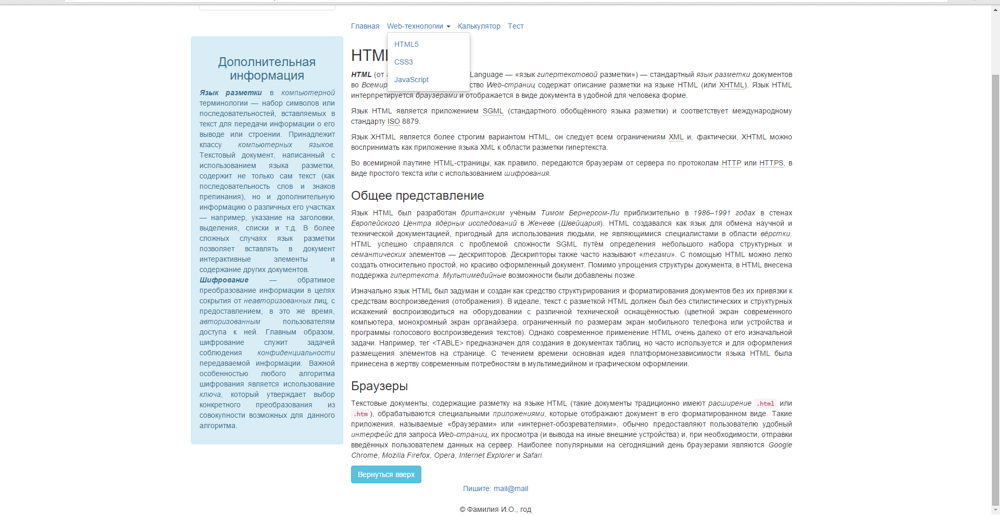 Главная Web-технологии Калькулятор Тест
HTML5
CSS3
JavaScript
Дополнительная
информация
Язык разметки в компьютерной
терминологии — набор символов или
последовательностей, вставляемых в
текст для передачи информации о его
выводе или строении. Принадлежит
классу компьютерных языков.
Текстовый документ, написанный с
использованием языка разметки,
содержит не только сам текст (как
последовательность слов и знаков
препинания), но и дополнительную
информацию о различных его участках
— например, указание на заголовки,
выделения, списки и т.д. В более
сложных случаях язык разметки
позволяет вставлять в документ
интерактивные элементы и
содержание других документов.
Шифрование — обратимое
преобразование информации в целях
сокрытия от неавторизованных лиц, с
предоставлением, в это же время,
авторизованным пользователям
доступа к ней. Главным образом,
шифрование служит задачей
соблюдения конфиденциальности
передаваемой информации. Важной
особенностью любого алгоритма
шифрования является использование
ключа, который утверждает выбор
конкретного преобразования из
совокупности возможных для данного
алгоритма.
HTML
HTML (от Language — «язык гипертекстовой разметки») — стандартный язык разметки документов
во Всемир ство Web-страниц содержат описание разметки на языке HTML (или XHTML). Язык HTML
интерпретируется браузерами и отображается в виде документа в удобной для человека форме.
Язык HTML является приложением SGML (стандартного обобщённого языка разметки) и соответствует международному
стандарту ISO 8879.
Язык XHTML является более строгим вариантом HTML, он следует всем ограничениям XML и, фактически, XHTML можно
воспринимать как приложение языка XML к области разметки гипертекста.
Во всемирной паутине HTML-страницы, как правило, передаются браузерам от сервера по протоколам HTTP или HTTPS, в
виде простого текста или с использованием шифрования.
Общее представление
Язык HTML был разработан британским учёным Тимом Бернерсом-Ли приблизительно в 1986–1991 годах в стенах
Европейского Центра ядерных исследований в Женеве (Швейцария). HTML создавался как язык для обмена научной и
технической документацией, пригодный для использования людьми, не являющимися специалистами в области вёрстки.
HTML успешно справлялся с проблемой сложности SGML путём определения небольшого набора структурных и
семантических элементов — дескрипторов. Дескрипторы также часто называют «тегами». С помощью HTML можно легко
создать относительно простой, но красиво оформленный документ. Помимо упрощения структуры документа, в HTML внесена
поддержка гипертекста. Мультимедийные возможности были добавлены позже.
Изначально язык HTML был задуман и создан как средство структурирования и форматирования документов без их привязки к
средствам воспроизведения (отображения). В идеале, текст с разметкой HTML должен был без стилистических и структурных
искажений воспроизводиться на оборудовании с различной технической оснащённостью (цветной экран современного
компьютера, монохромный экран органайзера, ограниченный по размерам экран мобильного телефона или устройства и
программы голосового воспроизведения текстов). Однако современное применение HTML очень далеко от его изначальной
задачи. Например, тег <TABLE> предназначен для создания в документах таблиц, но часто используется и для оформления
размещения элементов на странице. С течением времени основная идея платформонезависимости языка HTML была
принесена в жертву современным потребностям в мультимедийном и графическом оформлении.
Браузеры
Текстовые документы, содержащие разметку на языке HTML (такие документы традиционно имеют расширение .html или
.htm), обрабатываются специальными приложениями, которые отображают документ в его форматированном виде. Такие
приложения, называемые «браузерами» или «интернет-обозревателями», обычно предоставляют пользователю удобный
интерфейс для запроса Web-страниц, их просмотра (и вывода на иные внешние устройства) и, при необходимости, отправки
введённых пользователем данных на сервер. Наиболее популярными на сегодняшний день браузерами являются Google
Chrome, Mozilla Firefox, Opera, Internet Explorer и Safari.
Вернуться вверх
Пишите: mail@mail
© Фамилия И.О., год